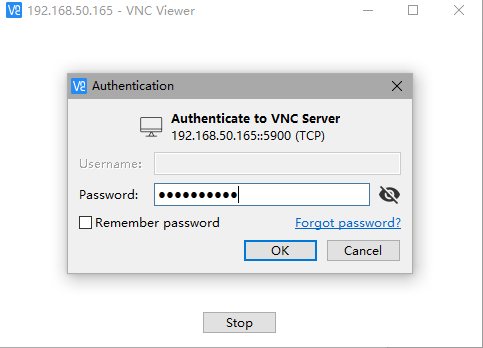 192.168.50.165 - VNC Viewer
Authentication
Authenticate to VNC Server
192.168.50.165::5900 (TCP)
Username:
Password: ●●●●●●●●●●
Remember password
Forgot password?
OK Cancel
Stop